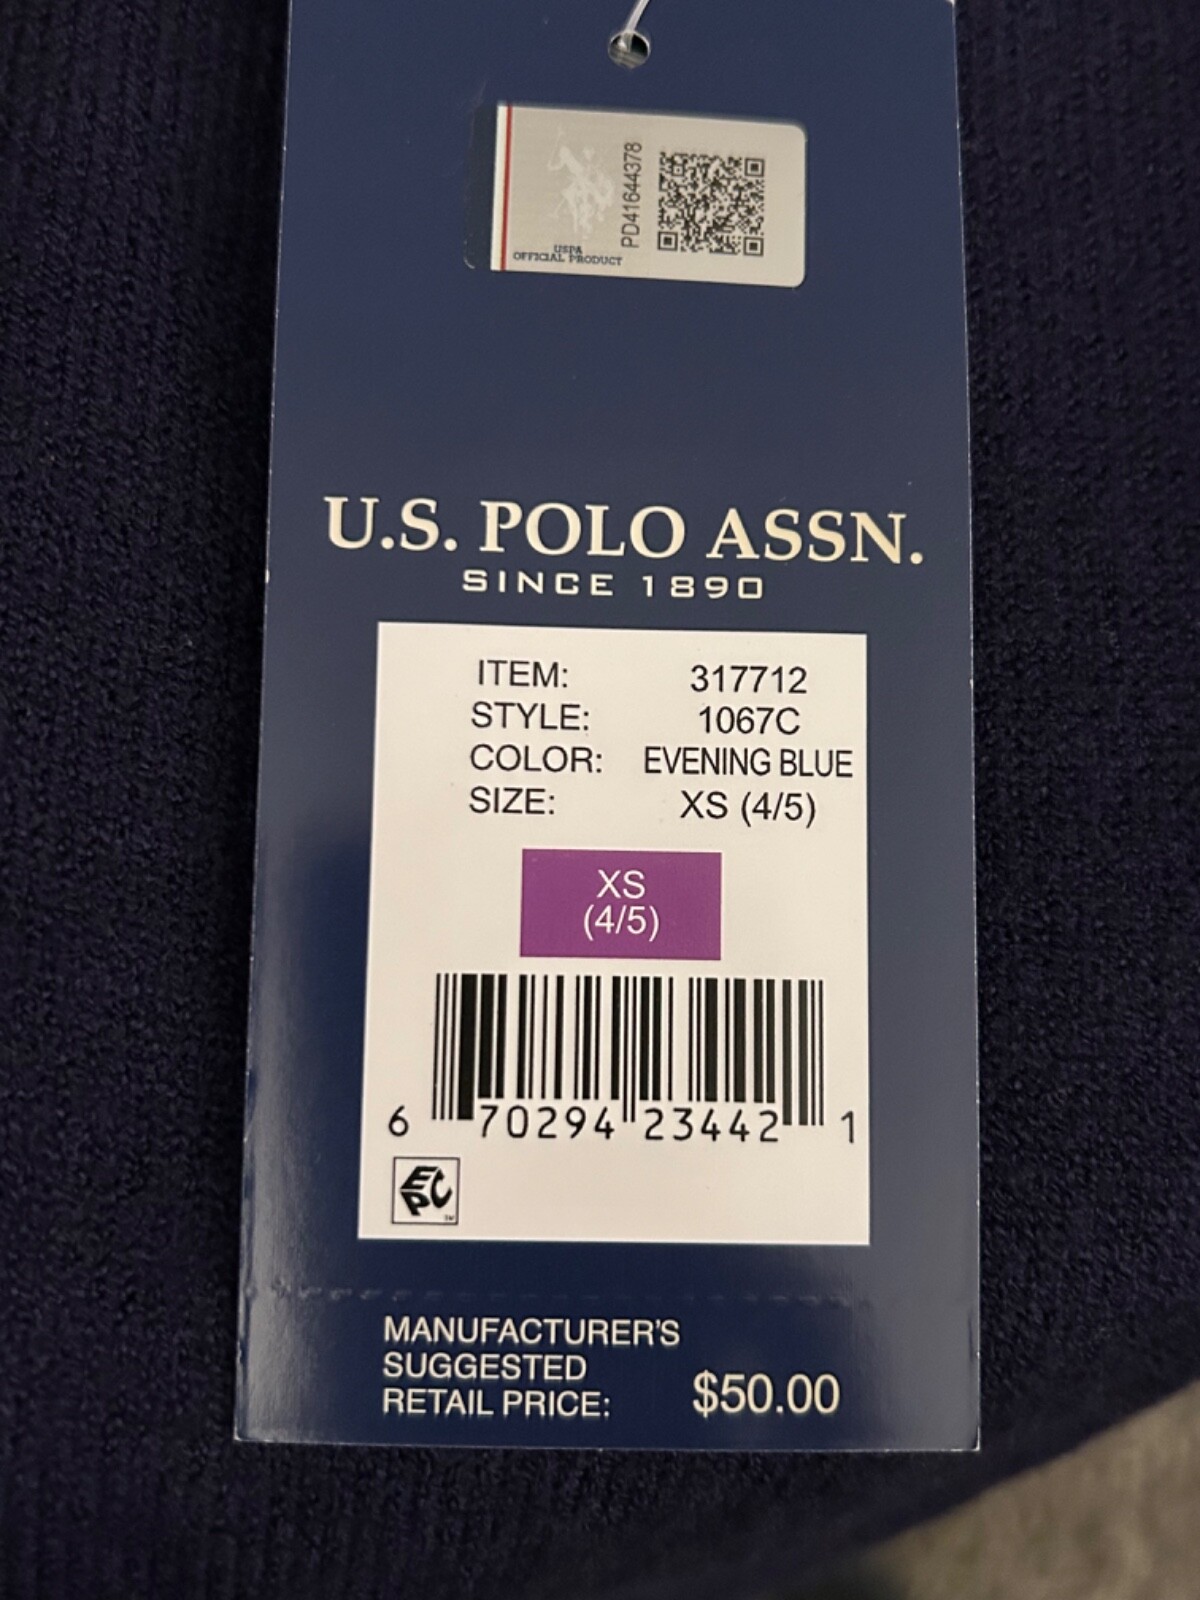 PD41644378
USPA
OFFICIAL PRODUCT
U.S. POLO ASSN.
SINCE 1890
ITEM: 317712
STYLE: 1067C
COLOR: EVENING BLUE
SIZE: XS (4/5)
XS
(4/5)
6 70294 23442 1
EPC
TM
MANUFACTURER'S
SUGGESTED
RETAIL PRICE: $50.00